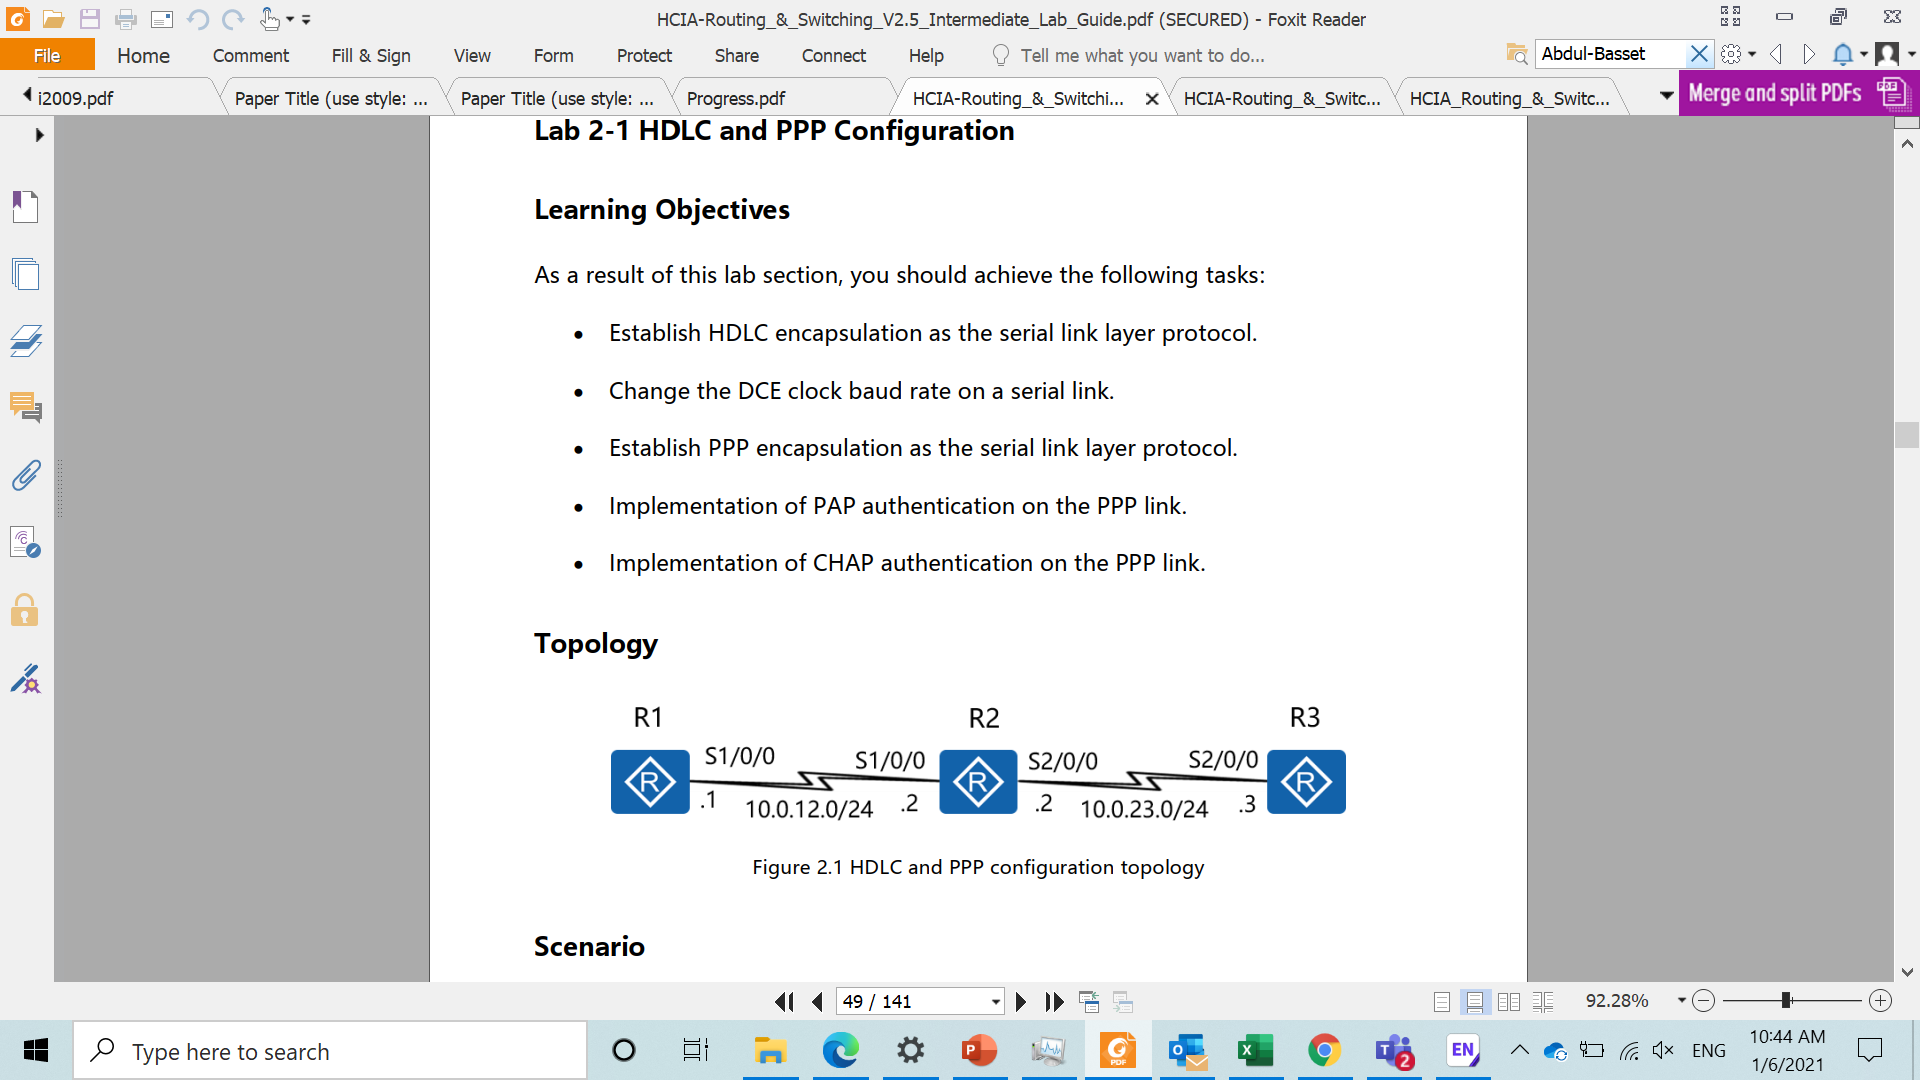 HCIA-Routing_&_Switching_V2.5_Intermediate_Lab_Guide.pdf (SECURED) - Foxit Reader
File Home Comment Fill & Sign View Form Protect Share Connect Help Tell me what you want to do... Abdul-Basset
i2009.pdf Paper Title (use style: ... Paper Title (use style: ... Progress.pdf HCIA-Routing_&_Switchi... HCIA-Routing_&_Switc... HCIA_Routing_&_Switc... Merge and split PDFs
Lab 2-1 HDLC and PPP Configuration
Learning Objectives
As a result of this lab section, you should achieve the following tasks:
• Establish HDLC encapsulation as the serial link layer protocol.
• Change the DCE clock baud rate on a serial link.
• Establish PPP encapsulation as the serial link layer protocol.
• Implementation of PAP authentication on the PPP link.
• Implementation of CHAP authentication on the PPP link.
Topology
R1 R2 R3
S1/0/0 S1/0/0 S2/0/0 S2/0/0
R R R
.1 10.0.12.0/24 .2 .2 10.0.23.0/24 .3
Figure 2.1 HDLC and PPP configuration topology
Scenario
49 / 141 92.28%
Type here to search EN ENG
2
10:44 AM
1/6/2021